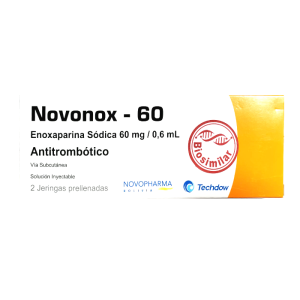 Novonox - 60
Enoxaparina Sódica 60 mg / 0,6 mL
Antitrombótico
Vía Subcutánea
Solución Inyectable
2 Jeringas prellenadas
Biosimilar
NOVOPHARMA
BOLIVIA
Techdow